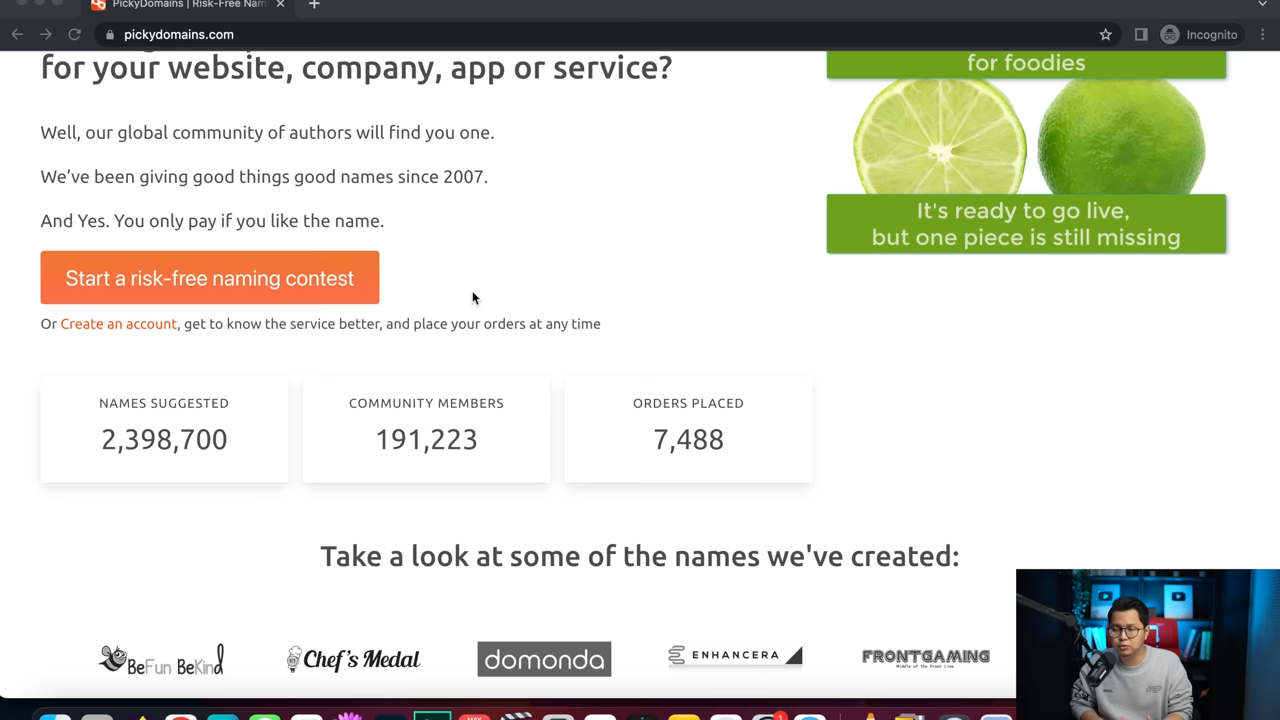 PickyDomains | Risk-Free Nam
pickydomains.com
Incognito
for your website, company, app or service?
Well, our global community of authors will find you one.
We've been giving good things good names since 2007.
And Yes. You only pay if you like the name.
Start a risk-free naming contest
Or Create an account, get to know the service better, and place your orders at any time
for foodies
It's ready to go live,
but one piece is still missing
NAMES SUGGESTED
2,398,700
COMMUNITY MEMBERS
191,223
ORDERS PLACED
7,488
Take a look at some of the names we've created:
BeFun BeKind
Chef's Medal
domonda
ENHANCERA
FRONTGAMING
Middle of the Front Line